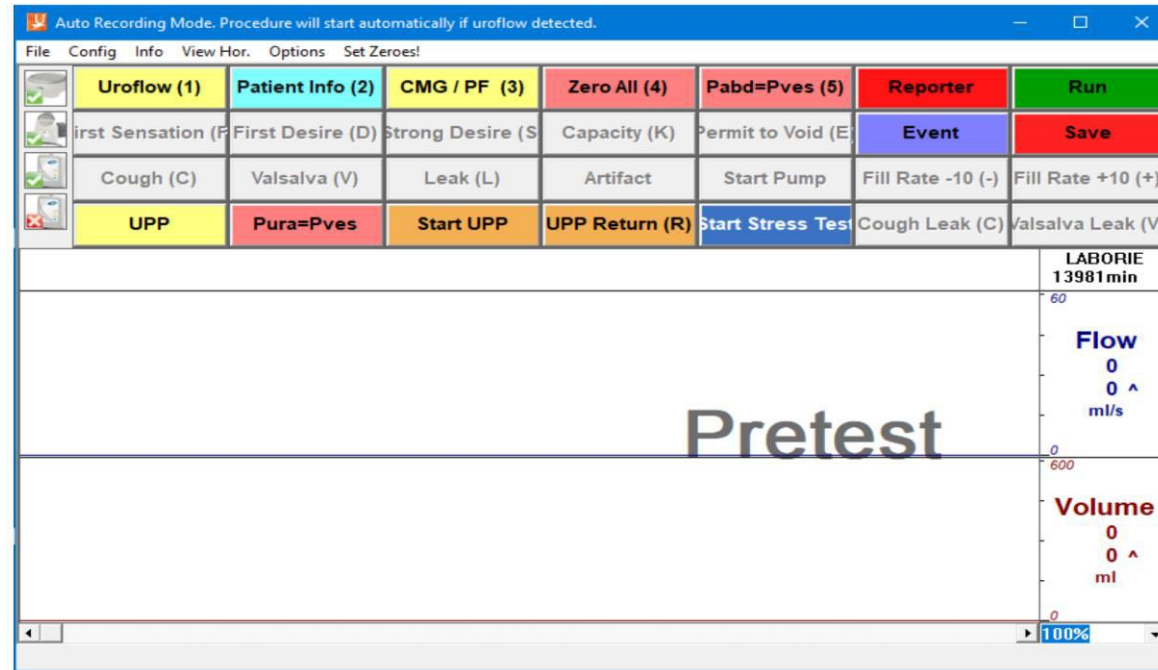 Auto Recording Mode. Procedure will start automatically if uroflow detected.
File Config Info View Hor. Options Set Zeroes!
Uroflow (1) Patient Info (2) CMG / PF (3) Zero All (4) Pabd=Pves (5) Reporter Run
irst Sensation (F First Desire (D) Strong Desire (S Capacity (K) Permit to Void (E Event Save
Cough (C) Valsalva (V) Leak (L) Artifact Start Pump Fill Rate -10 (-) Fill Rate +10 (+)
UPP Pura=Pves Start UPP UPP Return (R) Start Stress Test Cough Leak (C) Valsalva Leak (V
LABORIE
13981min
60
Flow
0
0 ^
ml/s
Pretest
0
600
Volume
0
0 ^
ml
0
100%